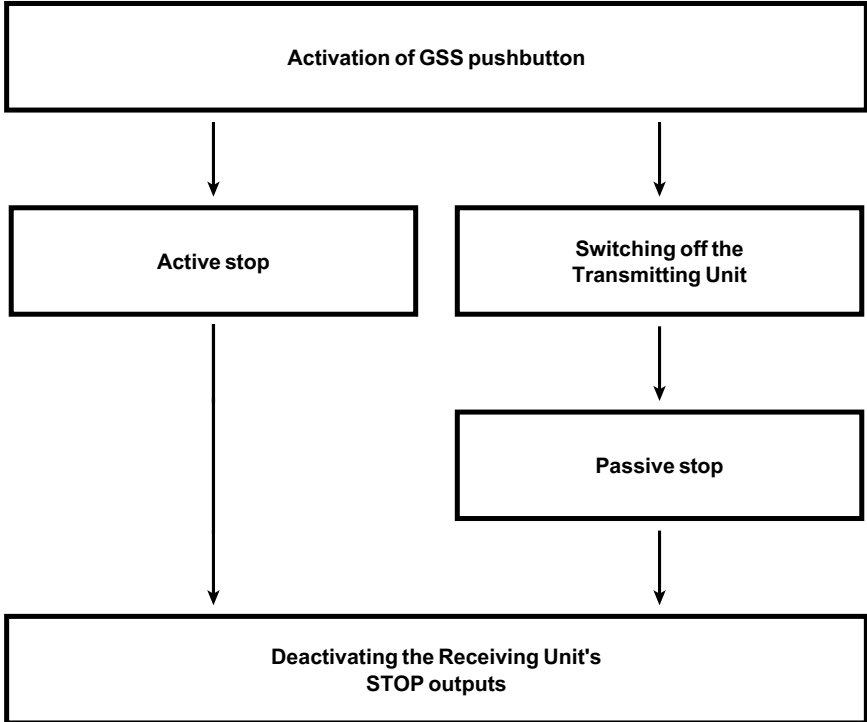 Activation of GSS pushbutton
Active stop
Switching off the
Transmitting Unit
Passive stop
Deactivating the Receiving Unit's
STOP outputs